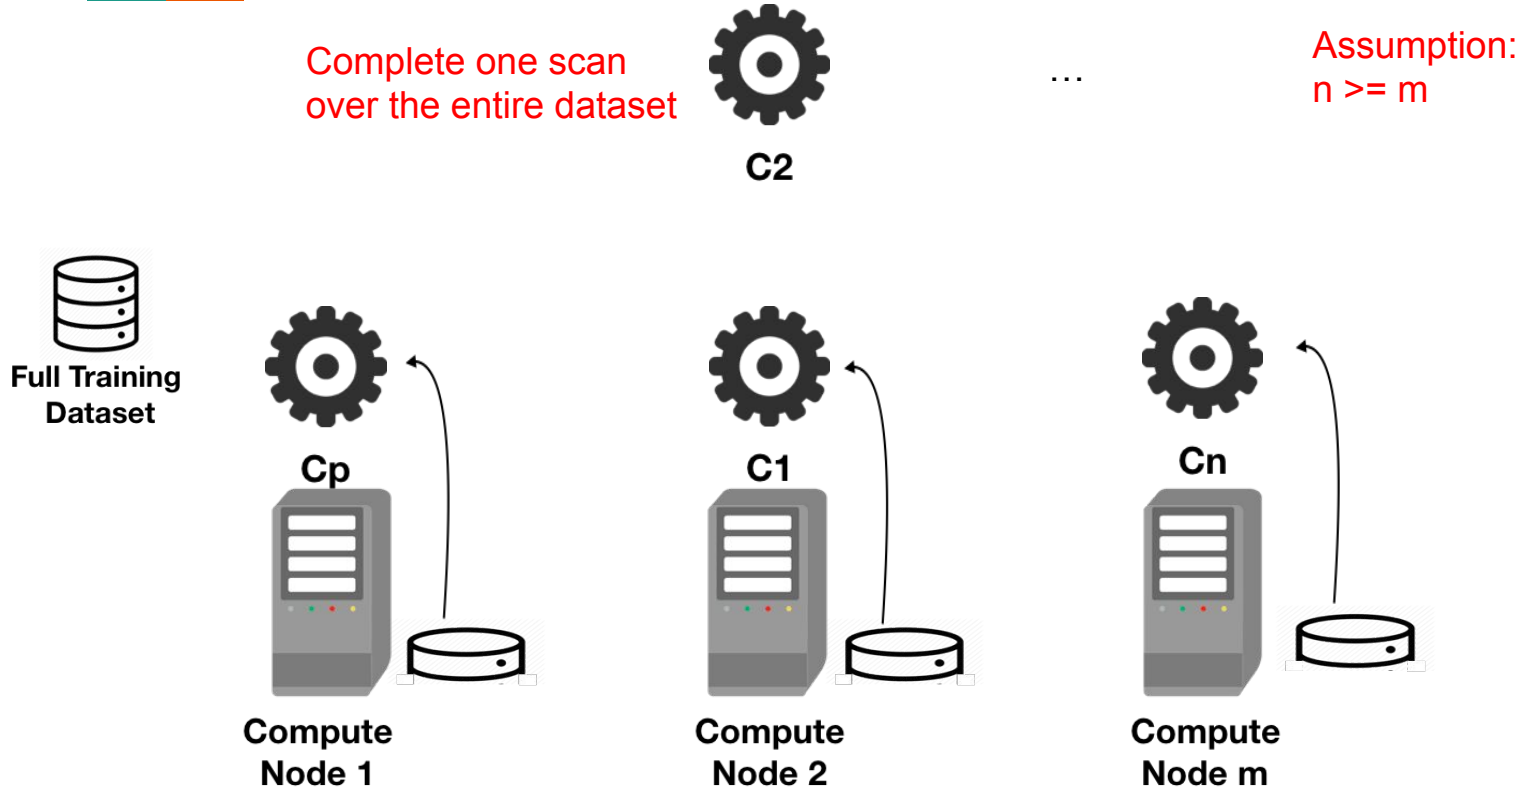 Complete one scan
over the entire dataset
C2
...
Assumption:
n >= m
Full Training
Dataset
Cp
C1
Cn
Compute
Node 1
Compute
Node 2
Compute
Node m